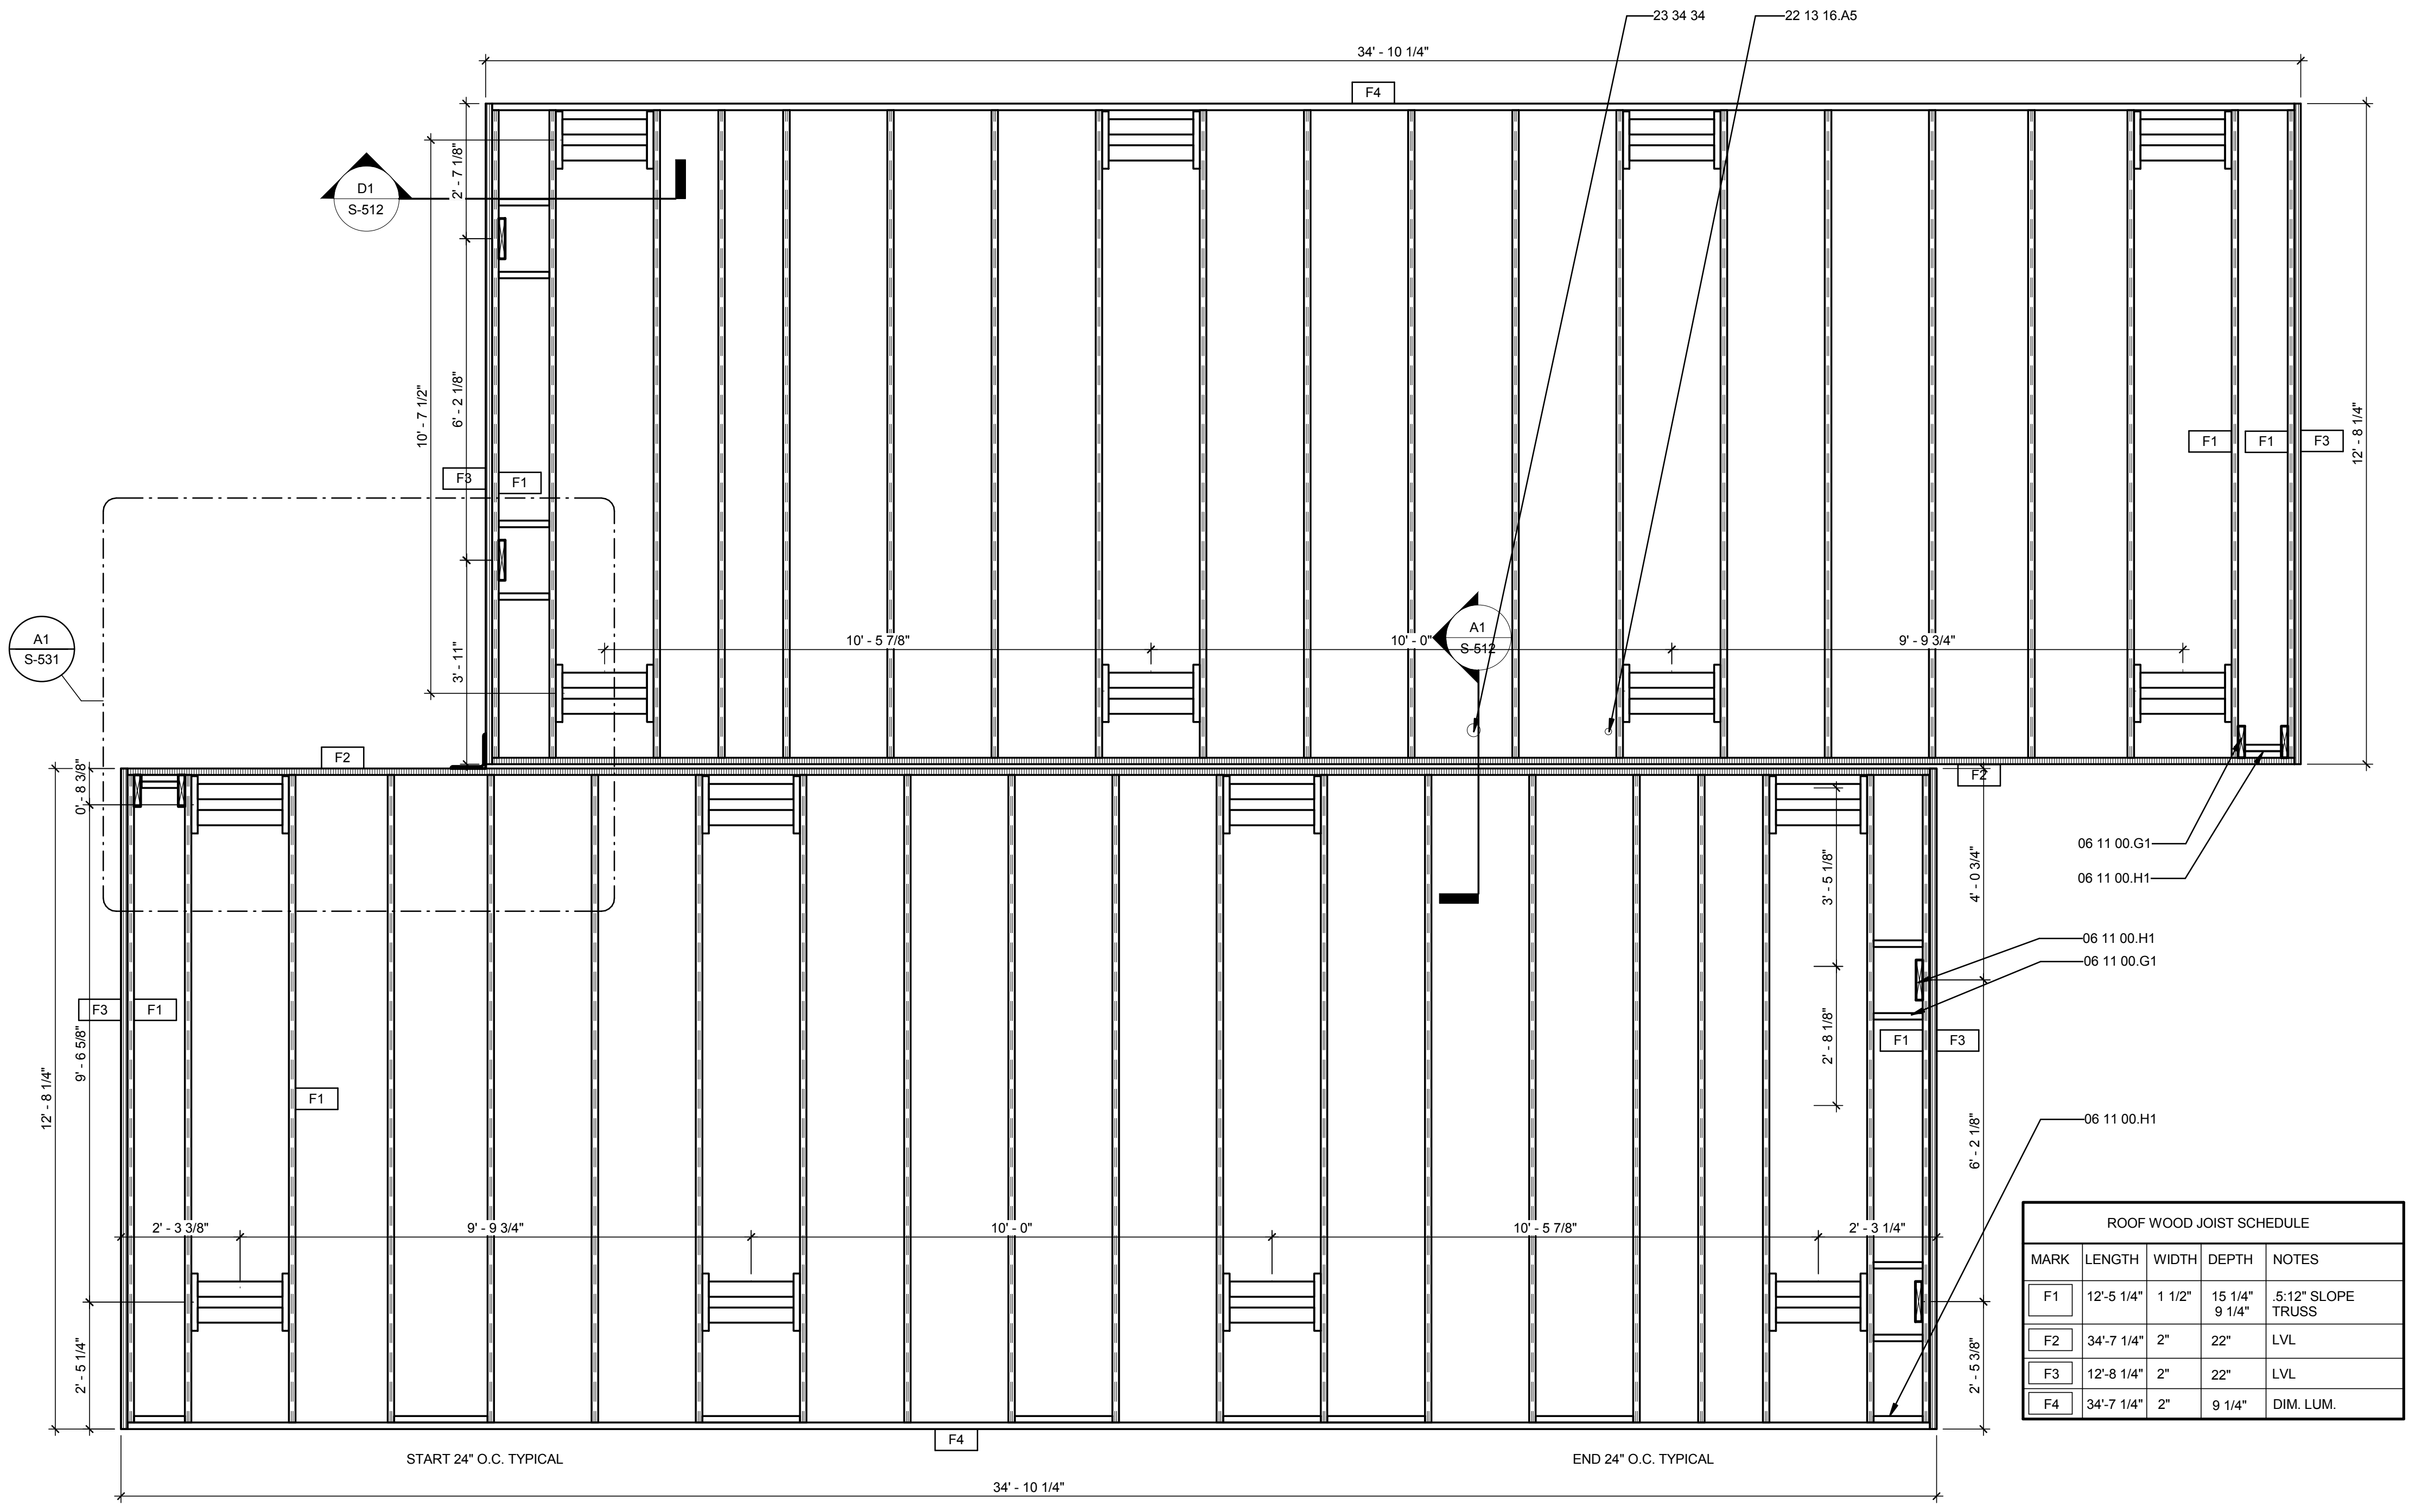 23 34 34
22 13 16.A5
34' - 10 1/4"
F4
D1
S-512
2' - 7 1/8"
10' - 7 1/2"
6' - 2 1/8"
12' - 8 1/4"
F1
F1
F3
F3
F1
A1
S-531
3' - 11"
10' - 5 7/8"
10' - 0"
A1
S-512
9' - 9 3/4"
F2
0' - 8 3/8"
F2
06 11 00.G1
06 11 00.H1
3' - 5 1/8"
4' - 0 3/4"
06 11 00.H1
06 11 00.G1
F3
F1
9' - 6 5/8"
12' - 8 1/4"
2' - 8 1/8"
F1
F3
F1
6' - 2 1/8"
06 11 00.H1
2' - 3 3/8"
9' - 9 3/4"
10' - 0"
10' - 5 7/8"
2' - 3 1/4"
2' - 5 1/4"
2' - 5 3/8"
F4
START 24" O.C. TYPICAL
END 24" O.C. TYPICAL
34' - 10 1/4"
ROOF WOOD JOIST SCHEDULE
MARK LENGTH WIDTH DEPTH NOTES
F1 12'-5 1/4" 1 1/2" 15 1/4" .5:12" SLOPE
9 1/4" TRUSS
F2 34'-7 1/4" 2" 22" LVL
F3 12'-8 1/4" 2" 22" LVL
F4 34'-7 1/4" 2" 9 1/4" DIM. LUM.